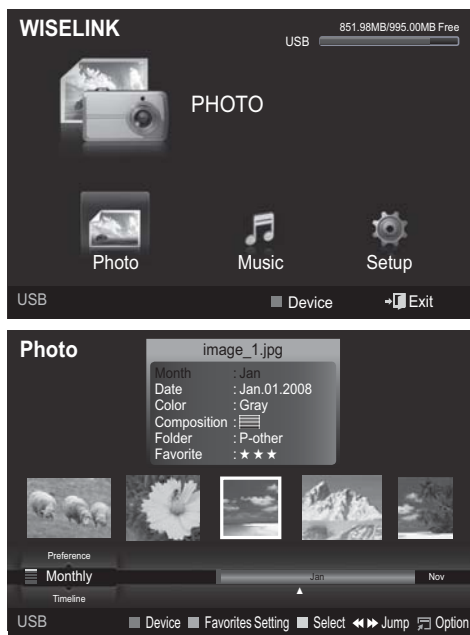 WISELINK
851.98MB/995.00MB Free
USB
PHOTO
Photo Music Setup
USB Device Exit
Photo
image_1.jpg
Month : Jan
Date : Jan.01.2008
Color : Gray
Composition :
Folder : P-other
Favorite : ★ ★ ★
Preference
Monthly Jan Nov
Timeline
USB Device Favorites Setting Select Jump Option